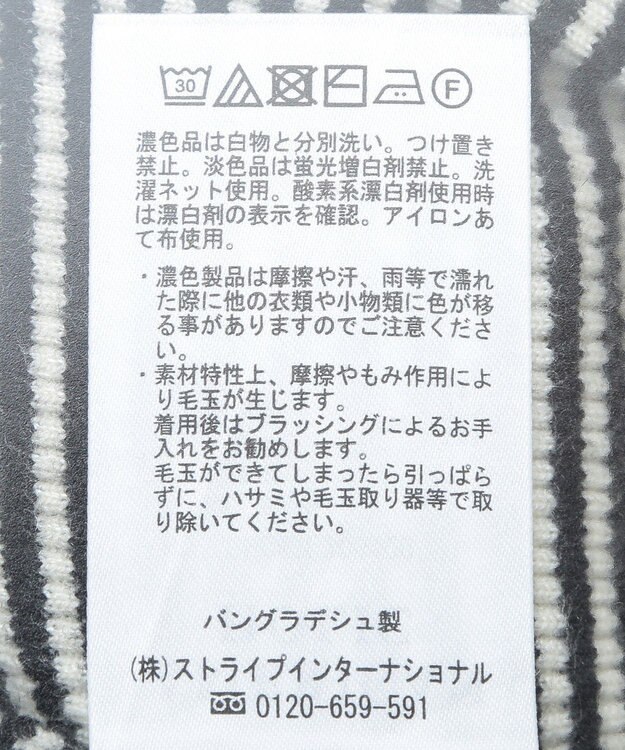 30 F
濃色品は白物と分別洗い。つけ置き
禁止。淡色品は蛍光増白剤禁止。洗
濯ネット使用。酸素系漂白剤使用時
は漂白剤の表示を確認。アイロンあ
て布使用。
・濃色製品は摩擦や汗、雨等で濡れ
た際に他の衣類や小物類に色が移
る事がありますのでご注意くださ
い。
・素材特性上、摩擦やもみ作用によ
り毛玉が生じます。
着用後はブラッシングによるお手
入れをお勧めします。
毛玉ができてしまったら引っぱら
ずに、ハサミや毛玉取り器等で取
り除いてください。
バングラデシュ製
(株)ストライプインターナショナル
0120-659-591